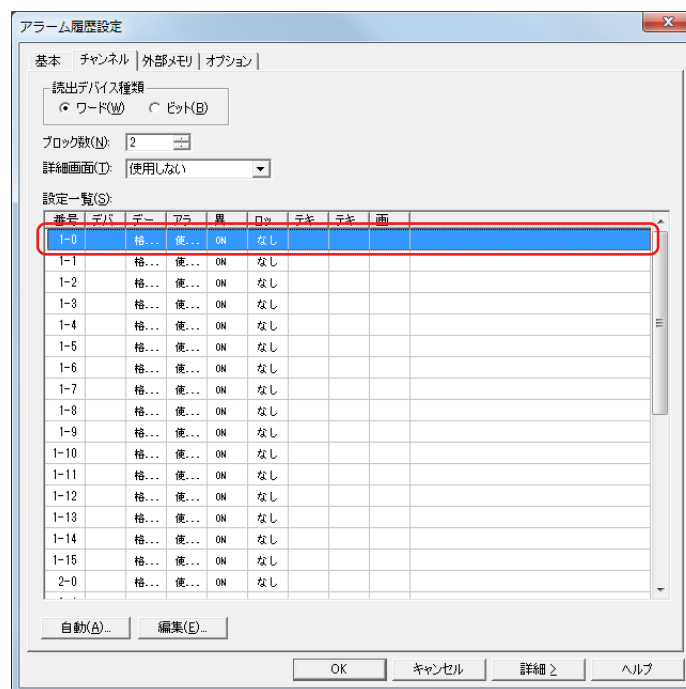 アラーム履歴設定
基本 チャンネル 外部メモリ オプション
読出デバイス種類
ワード(W) ビット(B)
ブロック数(N): 2
詳細画面(T): 使用しない
設定一覧(S):
番号 デバ デー アラ 異 ロッ テキ テキ 画
1-0 格... 使... ON なし
1-1 格... 使... ON なし
1-2 格... 使... ON なし
1-3 格... 使... ON なし
1-4 格... 使... ON なし
1-5 格... 使... ON なし
1-6 格... 使... ON なし
1-7 格... 使... ON なし
1-8 格... 使... ON なし
1-9 格... 使... ON なし
1-10 格... 使... ON なし
1-11 格... 使... ON なし
1-12 格... 使... ON なし
1-13 格... 使... ON なし
1-14 格... 使... ON なし
1-15 格... 使... ON なし
2-0 格... 使... ON なし
自動(A)... 編集(E)...
OK キャンセル 詳細 ≥ ヘルプ